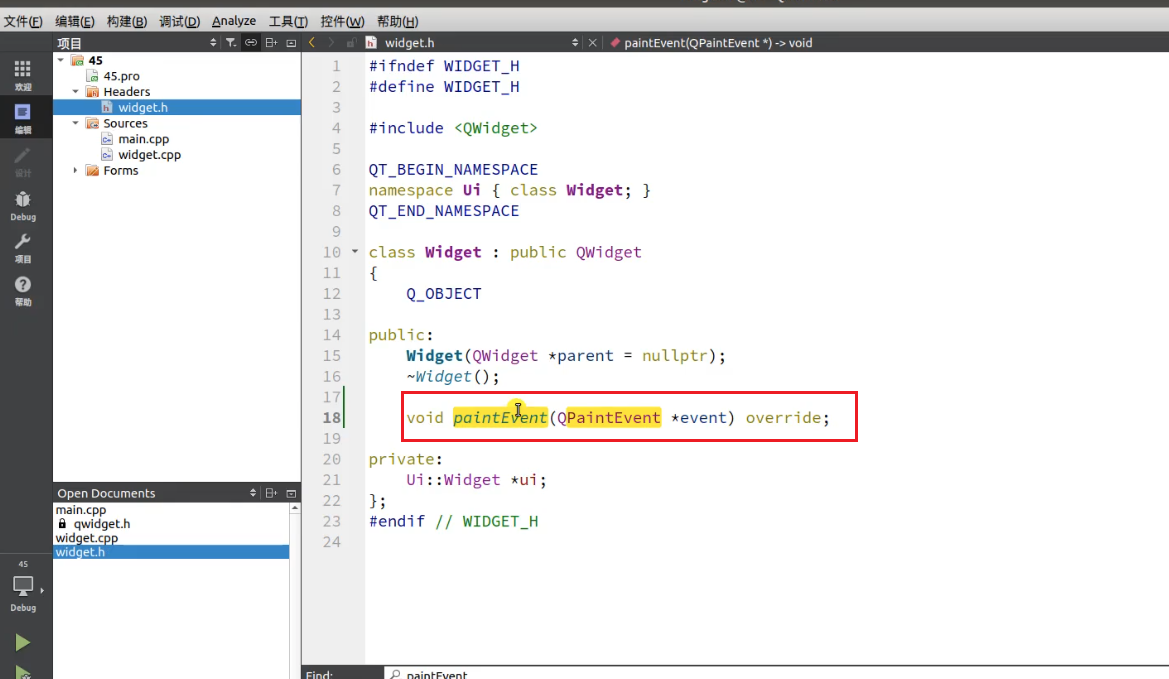 文件(F) 编辑(E) 构建(B) 调试(D) Analyze 工具(T) 控件(W) 帮助(H)
项目
widget.h
paintEvent(QPaintEvent *) -> void
欢迎
编辑
设计
Debug
项目
帮助
45
Debug
45
45.pro
Headers
widget.h
Sources
main.cpp
widget.cpp
Forms
Open Documents
main.cpp
qwidget.h
widget.cpp
widget.h
1 #ifndef WIDGET_H
2 #define WIDGET_H
3
4 #include <QWidget>
5
6 QT_BEGIN_NAMESPACE
7 namespace Ui { class Widget; }
8 QT_END_NAMESPACE
9
10 class Widget : public QWidget
11 {
12 Q_OBJECT
13
14 public:
15 Widget(QWidget *parent = nullptr);
16 ~Widget();
17
18 void paintEvent(QPaintEvent *event) override;
19
20 private:
21 Ui::Widget *ui;
22 };
23 #endif // WIDGET_H
24
Find: paintEvent